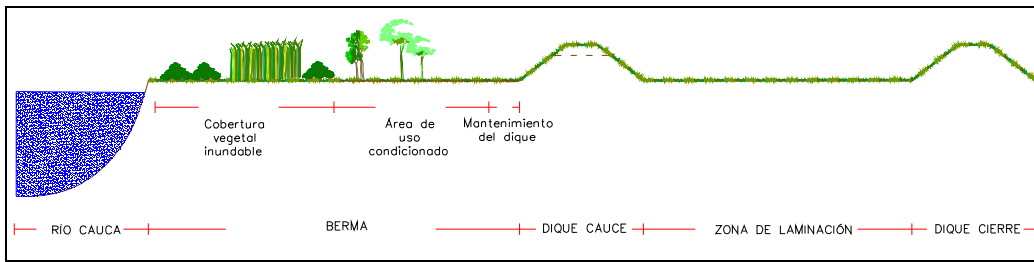 Cobertura
vegetal
inundable
Área de
uso
condicionado
Mantenimiento
del dique
RÍO CAUCA
BERMA
DIQUE CAUCE
ZONA DE LAMINACIÓN
DIQUE CIERRE